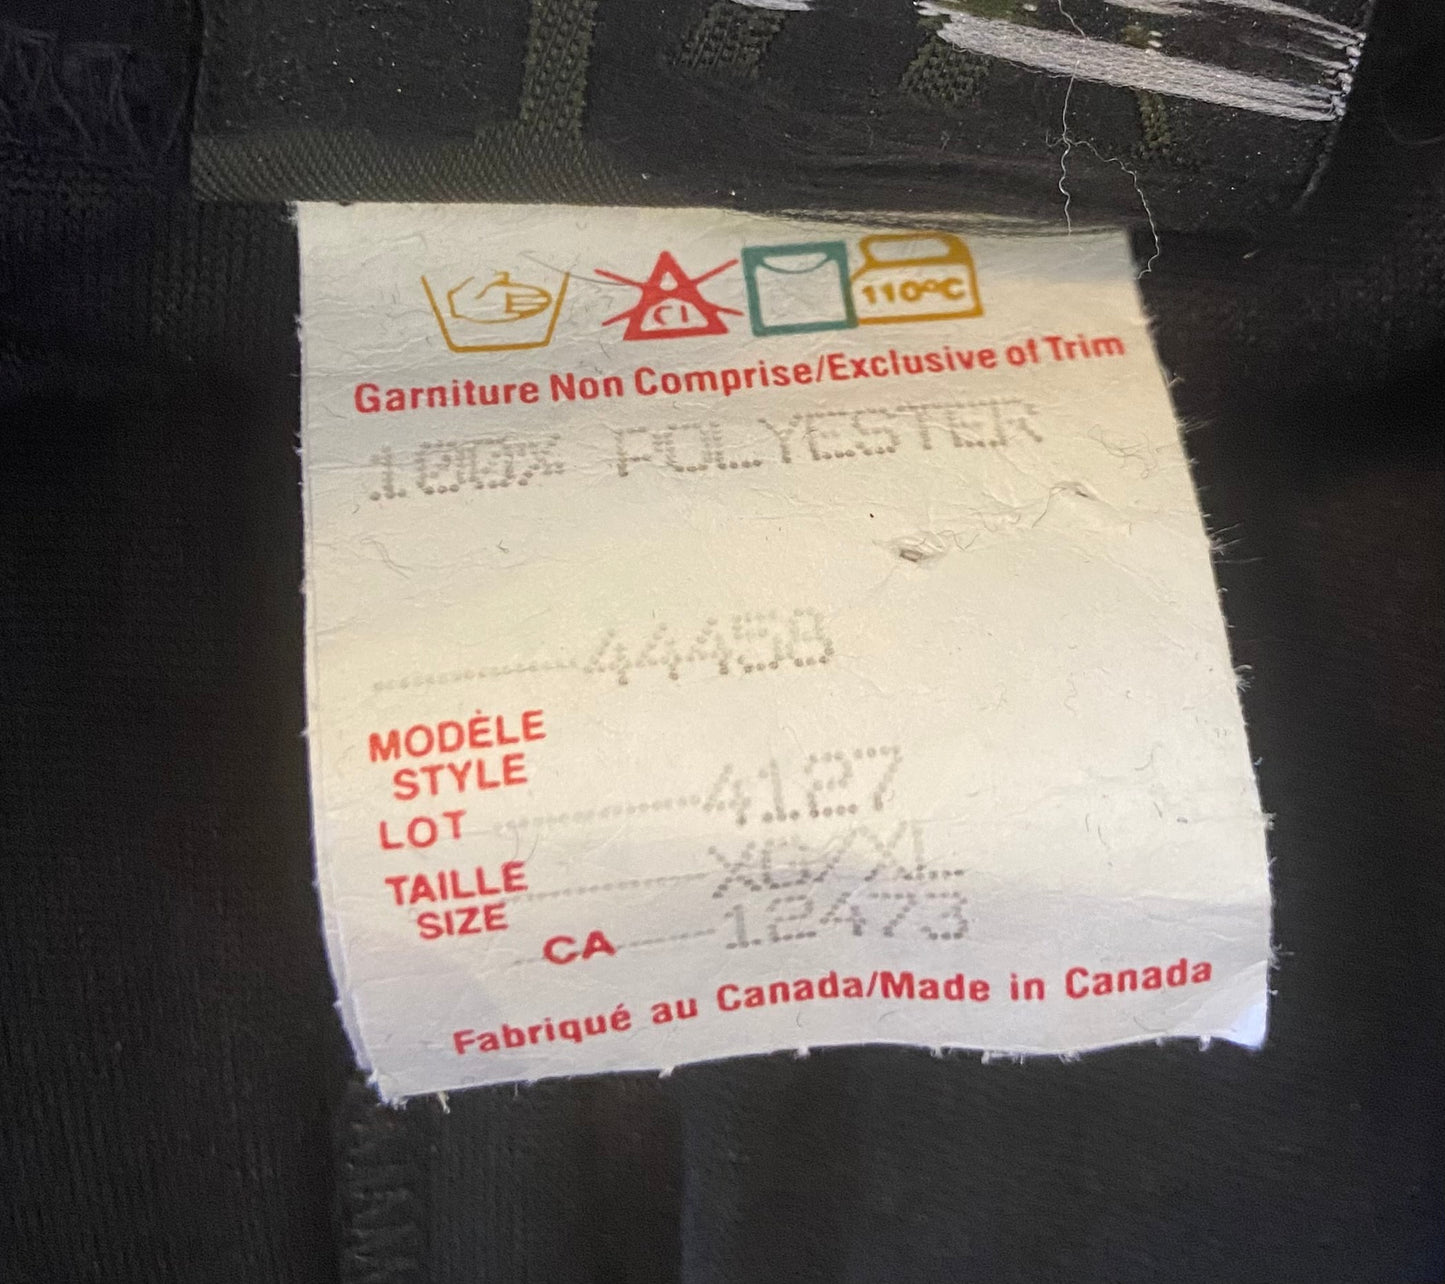 Cl
110°C
Garniture Non Comprise/Exclusive of Trim
100% POLYESTER
44458
MODÈLE
STYLE
LOT 4127
TAILLE XG/XL
SIZE
CA 12473
Fabriqué au Canada/Made in Canada